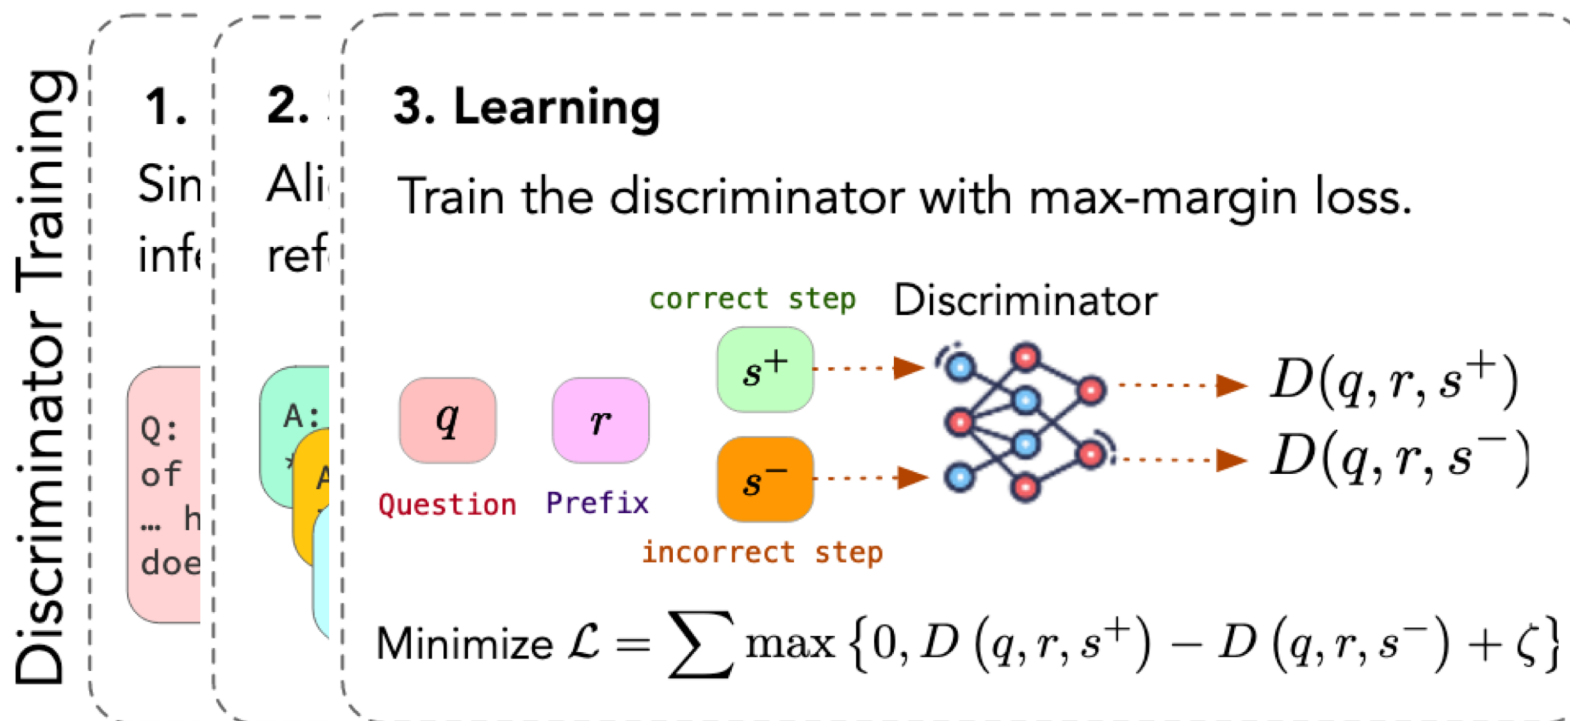 Discriminator Training
1.
2.
3. Learning
Train the discriminator with max-margin loss.
Q:
of
…
A:
A
correct step
Discriminator
s⁺
q
r
s⁻
Question
Prefix
incorrect step
D(q, r, s⁺)
D(q, r, s⁻)
Minimize ℒ = ∑ max {0, D (q, r, s⁺) − D (q, r, s⁻) + ζ}